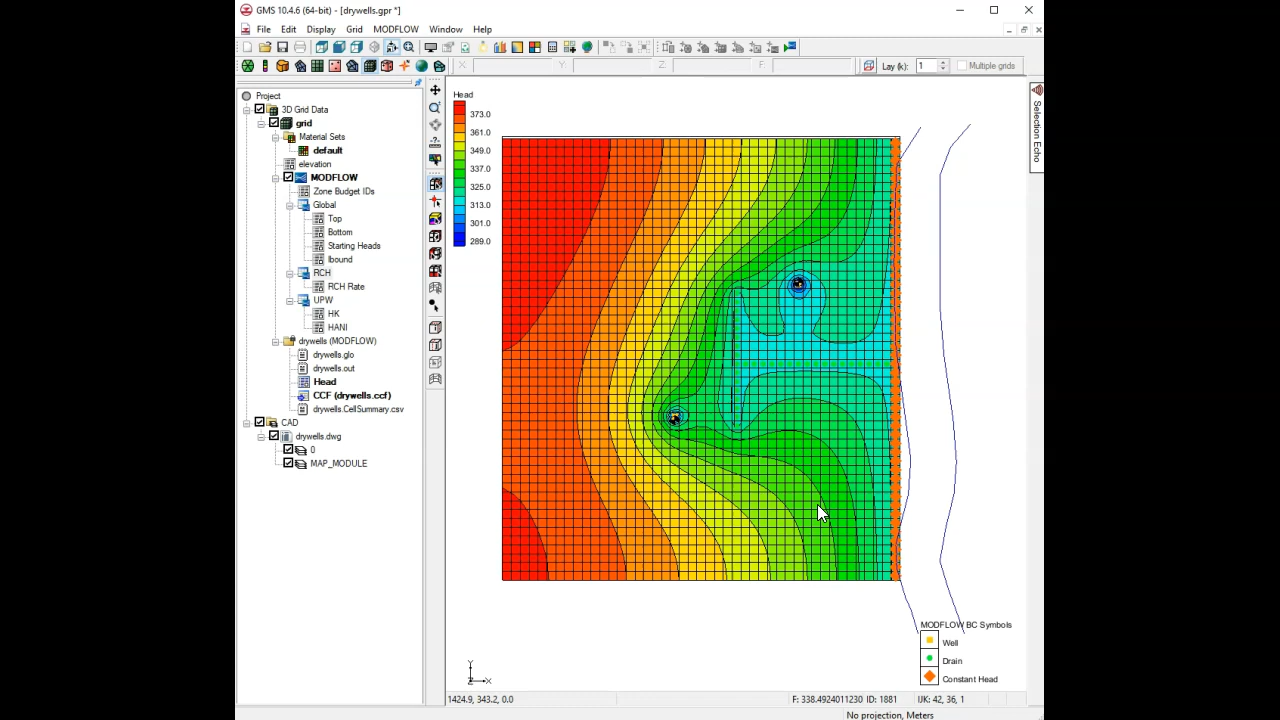 GMS 10.4.6 (64-bit) - [drywells.gpr *]
File Edit Display Grid MODFLOW Window Help
X: Y: Z: F: Lay (k): 1 Multiple grids
Project
3D Grid Data
grid
Material Sets
default
elevation
MODFLOW
Zone Budget IDs
Global
Top
Bottom
Starting Heads
Ibound
RCH
RCH Rate
UPW
HK
HANI
drywells (MODFLOW)
drywells.glo
drywells.out
Head
CCF (drywells.ccf)
drywells.CellSummary.csv
CAD
drywells.dwg
0
MAP_MODULE
Head
373.0
361.0
349.0
337.0
325.0
313.0
301.0
289.0
Selection Echo
MODFLOW BC Symbols
Well
Drain
Constant Head
Y
Z X
1424.9, 343.2, 0.0
F: 338.4924011230 ID: 1881
IJK: 42, 36, 1
No projection, Meters